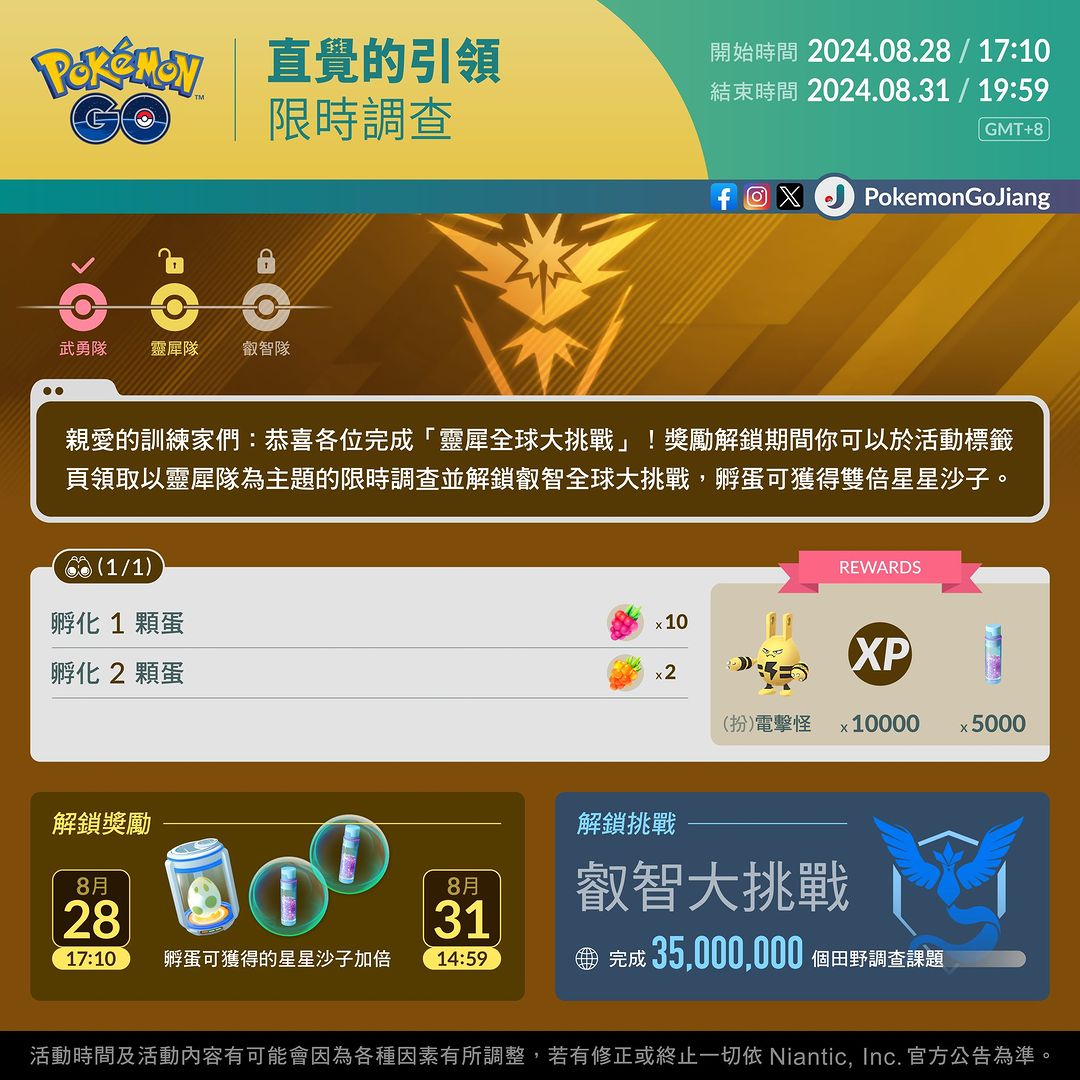 POKÉMON
GO
TM
直覺的引領
限時調查
開始時間 2024.08.28 / 17:10
結束時間 2024.08.31 / 19:59
GMT+8
PokemonGoJiang
武勇隊
靈犀隊
叡智隊
親愛的訓練家們：恭喜各位完成「靈犀全球大挑戰」！獎勵解鎖期間你可以於活動標籤
頁領取以靈犀隊為主題的限時調查並解鎖叡智全球大挑戰，孵蛋可獲得雙倍星星沙子。
(1/1)
孵化 1 顆蛋
x10
孵化 2 顆蛋
x2
REWARDS
XP
(扮)電擊怪
x10000
x5000
解鎖獎勵
8月
28
17:10
孵蛋可獲得的星星沙子加倍
8月
31
14:59
解鎖挑戰
叡智大挑戰
完成 35,000,000 個田野調查課題
活動時間及活動內容有可能會因為各種因素有所調整，若有修正或終止一切依 Niantic, Inc. 官方公告為準。